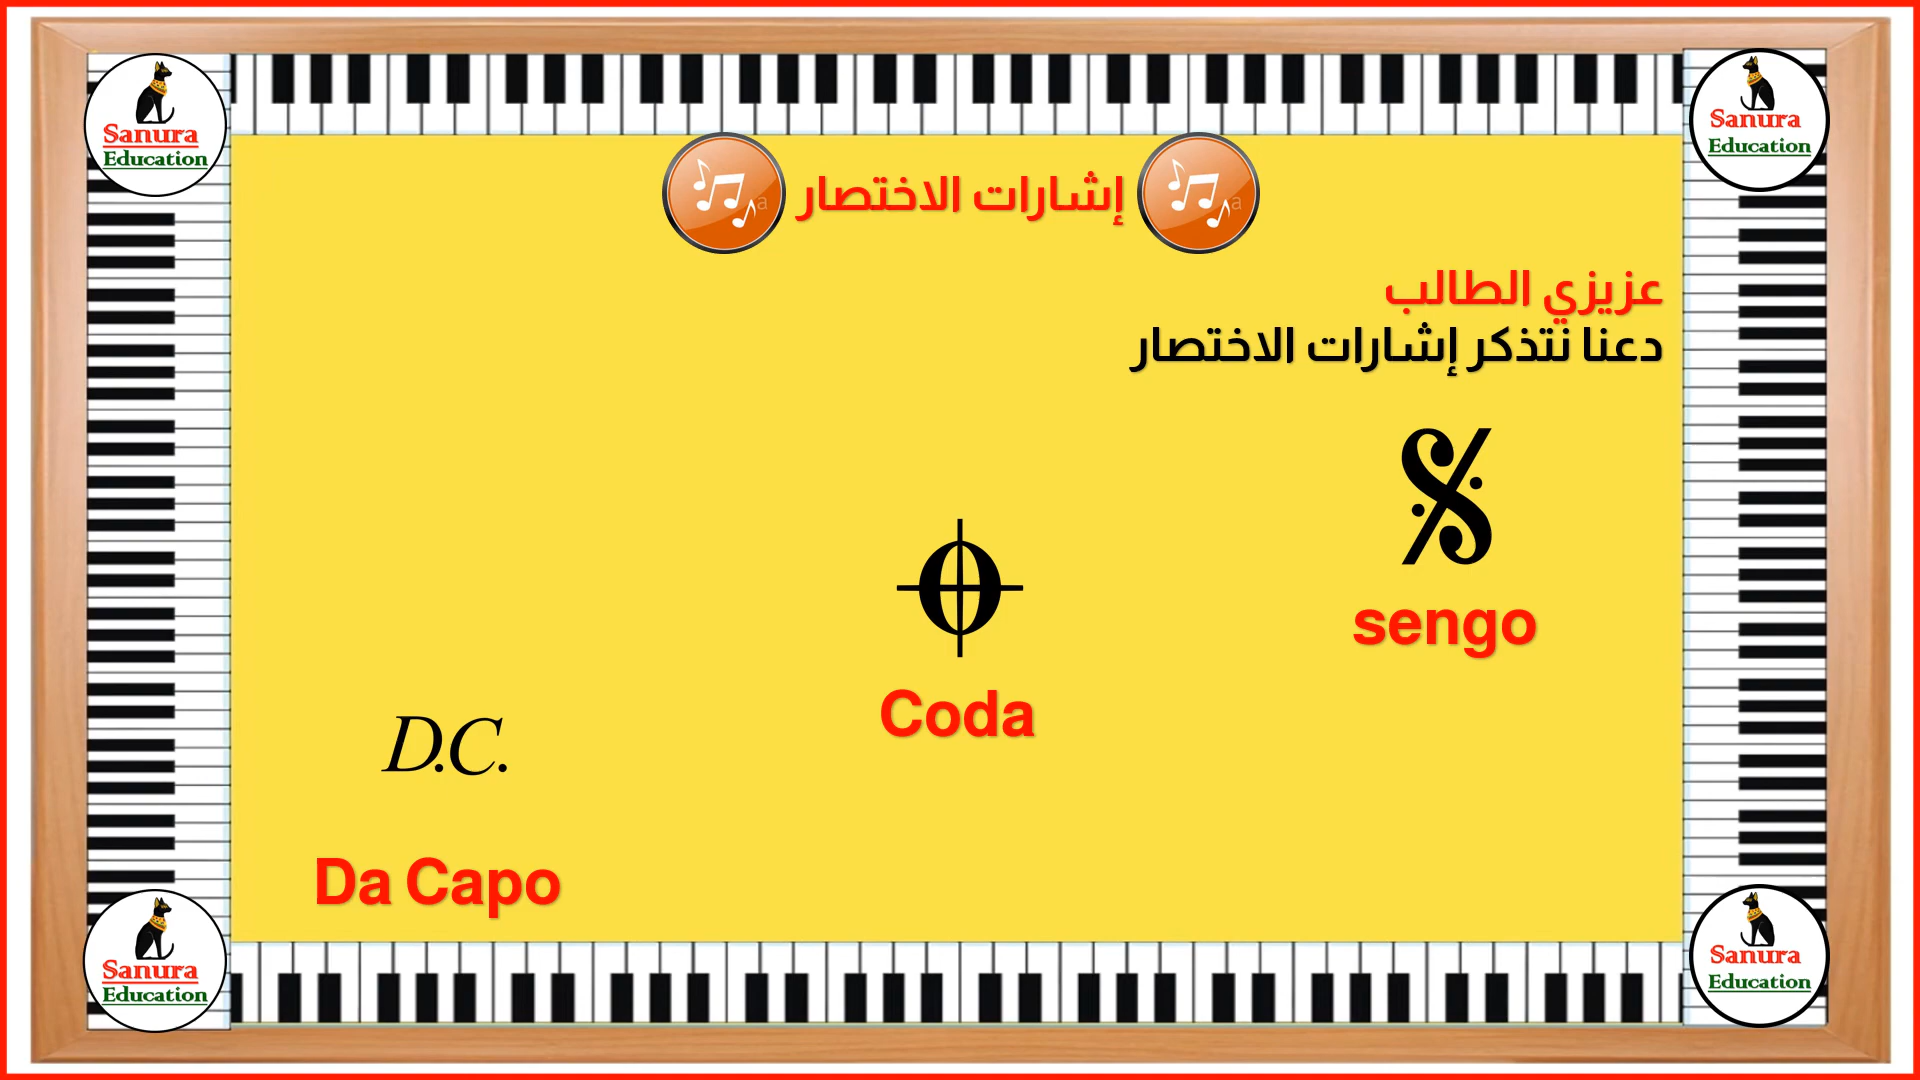 Sanura
Education
Sanura
Education
إشارات الاختصار
عزيزي الطالب
دعنا نتذكر إشارات الاختصار
sengo
Coda
D.C.
Da Capo
Sanura
Education
Sanura
Education